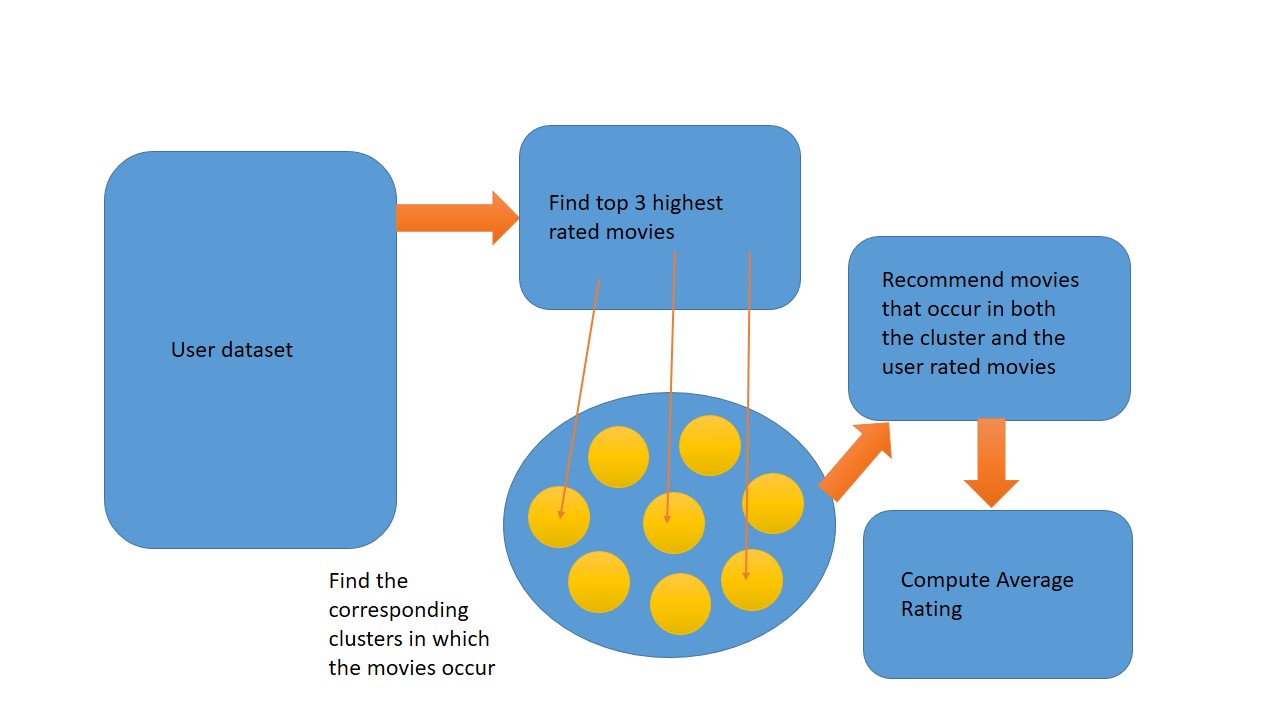 User dataset
Find top 3 highest
rated movies
Find the
corresponding
clusters in which
the movies occur
Recommend movies
that occur in both
the cluster and the
user rated movies
Compute Average
Rating